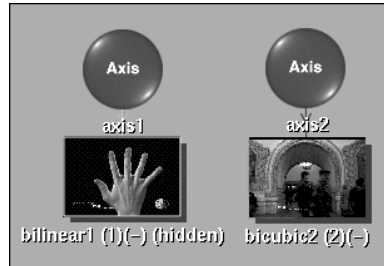 Axis
Axis
axis1
axis2
bilinear1 (1)(-) (hidden)
bicubic2 (2)(-)